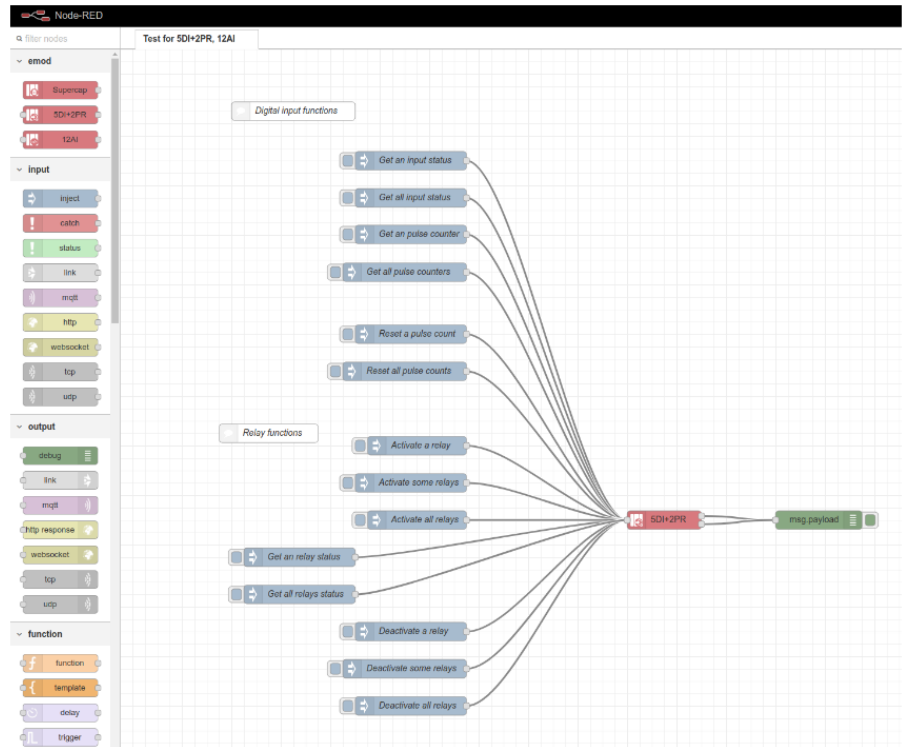 Node-RED
filter nodes
Test for 5DI+2PR, 12AI
emod
Supercap
5DI+2PR
12AI
input
inject
catch
status
link
mqtt
http
websocket
tcp
udp
output
debug
link
mqtt
http response
websocket
tcp
udp
function
function
template
delay
trigger
Digital input functions
Get an input status
Get all input status
Get an pulse counter
Get all pulse counters
Reset a pulse count
Reset all pulse counts
Relay functions
Activate a relay
Activate some relays
Activate all relays
Get an relay status
Get all relays status
Deactivate a relay
Deactivate some relays
Deactivate all relays
5DI+2PR
msg.payload